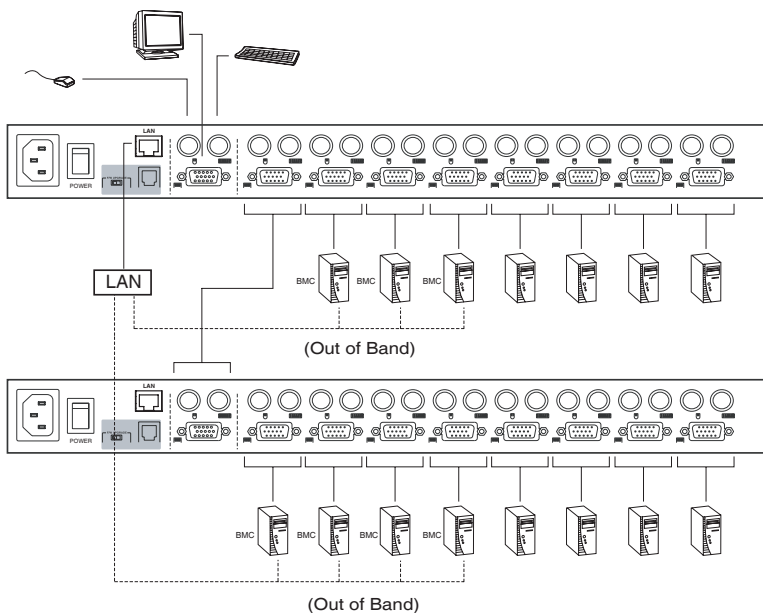 LAN
POWER
LAN
BMC BMC BMC
(Out of Band)
LAN
POWER
BMC BMC BMC BMC
(Out of Band)